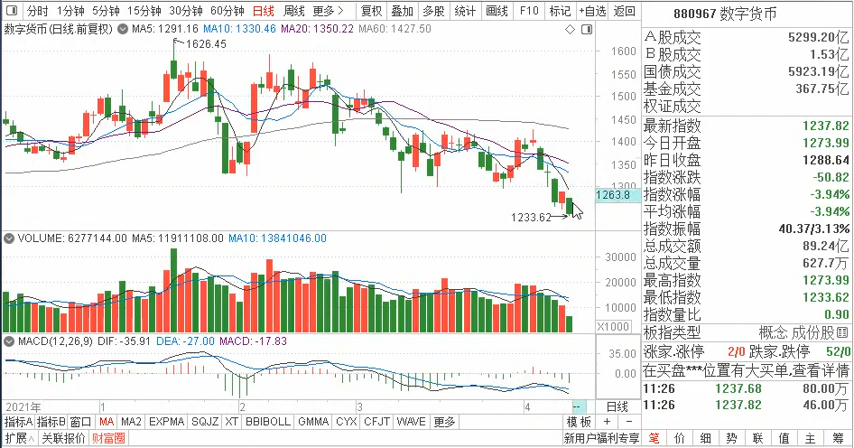 分时 1分钟 5分钟 15分钟 30分钟 60分钟 日线 周线 更多 复权 叠加 多股 统计 画线 F10 标记 +自选 返回
数字货币(日线.前复权) MA5: 1291.16 MA10: 1330.46 MA20: 1350.22 MA60: 1427.50
1626.45
1600
1550
1500
1450
1400
1350
1300
1263.8
1233.62
VOLUME: 6277144.00 MA5: 11911108.00 MA10: 13841046.00
30000
20000
10000
X1000
MACD(12,26,9) DIF: -35.91 DEA: -27.00 MACD: -17.83
35.00
0.00
2021年 1 2 3 4 日线
指标A 指标B 窗口 MA MA2 EXPMA SQJZ XT BBIBOLL GMMA CYX CFJT WAVE 更多 模板 + -
扩展∧ 关联报价 财富圈 新用户福利专享
880967 数字货币
A股成交 5299.20亿
B股成交 1.53亿
国债成交 5923.19亿
基金成交 367.75亿
权证成交
最新指数 1237.82
今日开盘 1273.99
昨日收盘 1288.64
指数涨跌 -50.82
指数涨幅 -3.94%
平均涨幅 -3.94%
指数振幅 40.37/3.13%
总成交额 89.24亿
总成交量 627.7万
最高指数 1273.99
最低指数 1233.62
指数量比 0.90
板指类型 概念 成份股
涨家.涨停 2/0 跌家.跌停 52/0
在买盘***位置有大买单,查看详情
11:26 1237.68 80.00万
11:26 1237.82 46.00万
笔 价 细 势 联 值 主 筹